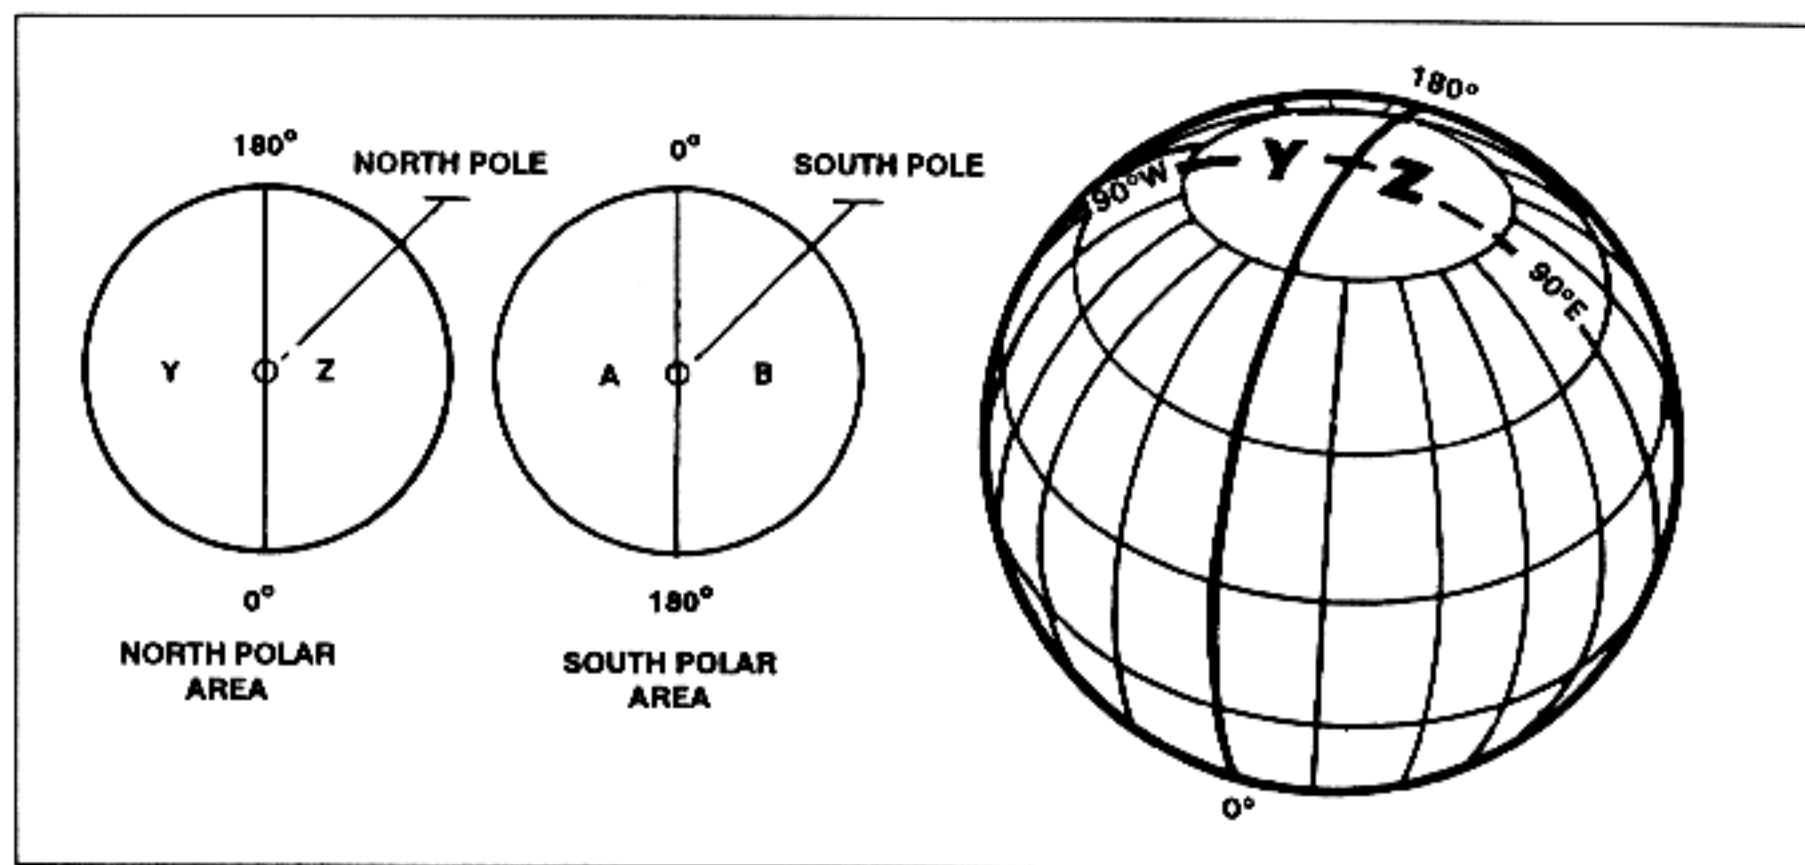 180°
NORTH POLE
Y
Z
0°
NORTH POLAR
AREA
0°
SOUTH POLE
A
B
180°
SOUTH POLAR
AREA
180°
90°W
Y
Z
90°E
0°